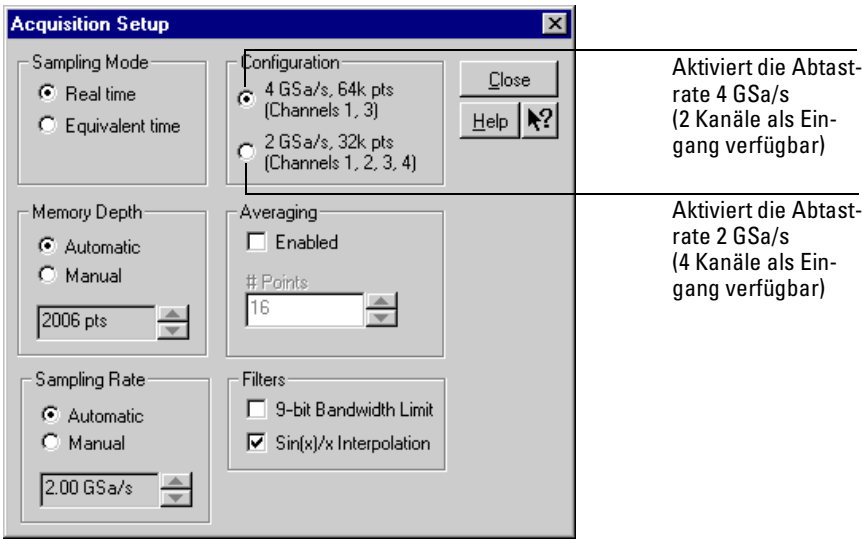 Acquisition Setup
Sampling Mode
Real time
Equivalent time
Configuration
4 GSa/s, 64k pts
(Channels 1, 3)
2 GSa/s, 32k pts
(Channels 1, 2, 3, 4)
Close
Help
?
Memory Depth
Automatic
Manual
2006 pts
Averaging
Enabled
# Points
16
Sampling Rate
Automatic
Manual
2.00 GSa/s
Filters
9-bit Bandwidth Limit
Sin(x)/x Interpolation
Aktiviert die Abtast-
rate 4 GSa/s
(2 Kanäle als Ein-
gang verfügbar)
Aktiviert die Abtast-
rate 2 GSa/s
(4 Kanäle als Ein-
gang verfügbar)